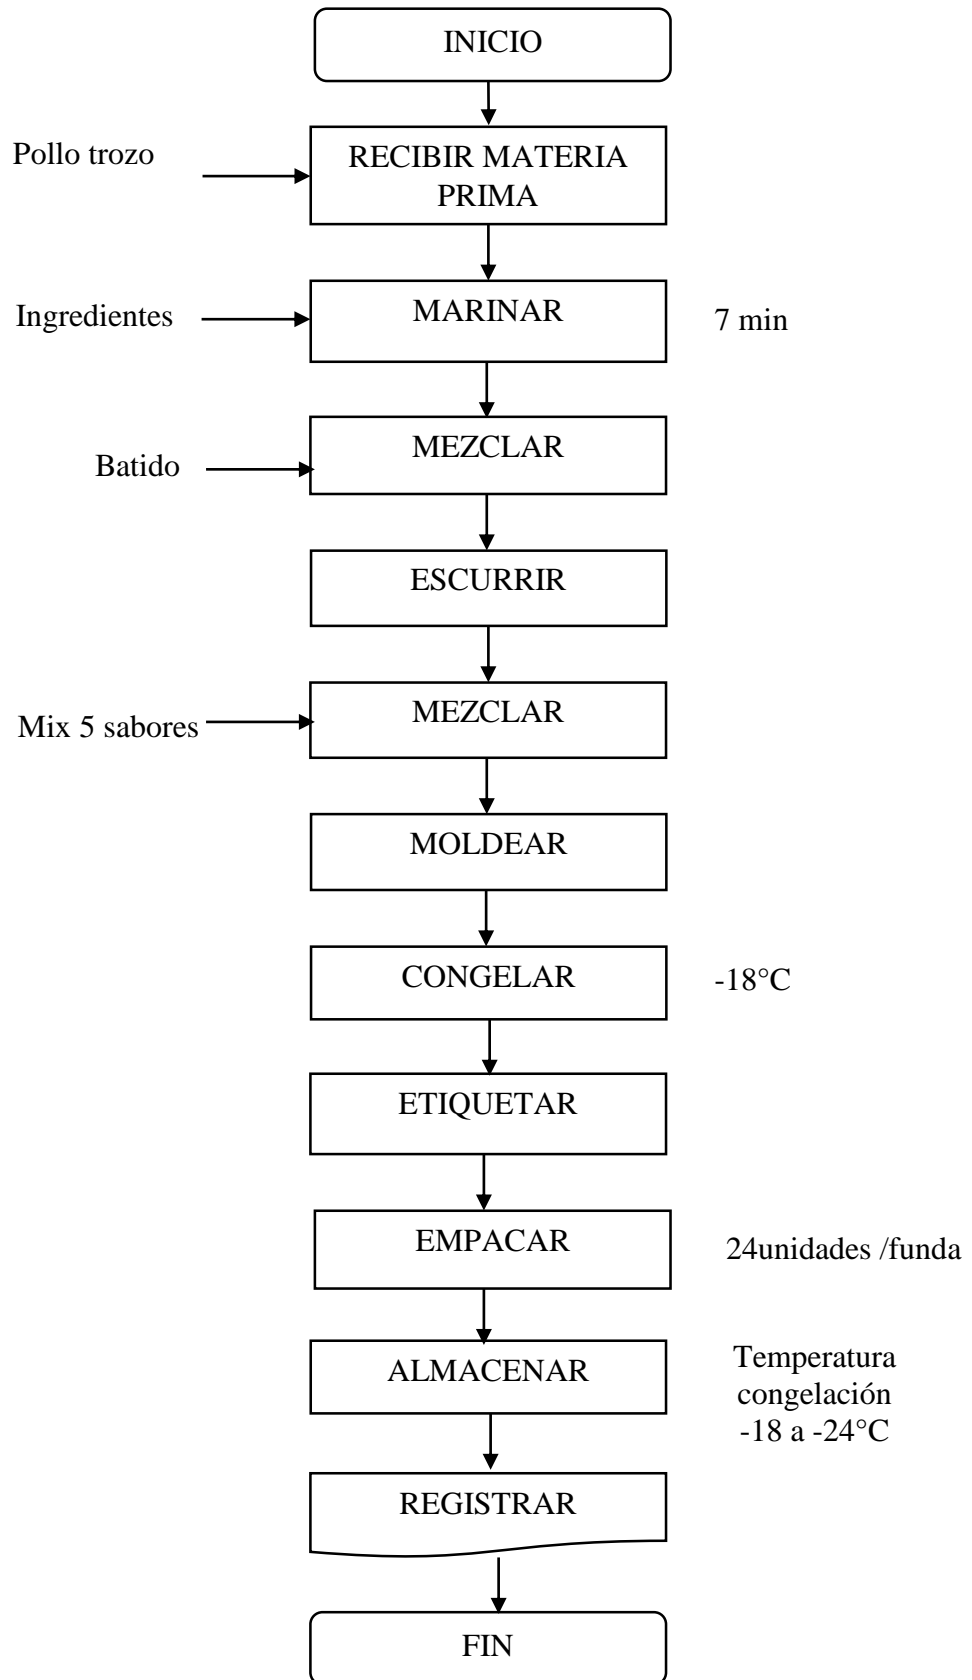 INICIO
Pollo trozo
RECIBIR MATERIA
PRIMA
Ingredientes
MARINAR
7 min
Batido
MEZCLAR
ESCURRIR
Mix 5 sabores
MEZCLAR
MOLDEAR
CONGELAR
-18°C
ETIQUETAR
EMPACAR
24unidades /funda
ALMACENAR
Temperatura
congelación
-18 a -24°C
REGISTRAR
FIN